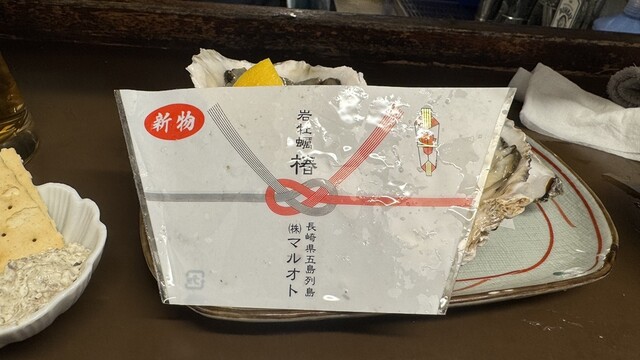 新物
岩牡蠣 椿
長崎県五島列島
㈱マルオト